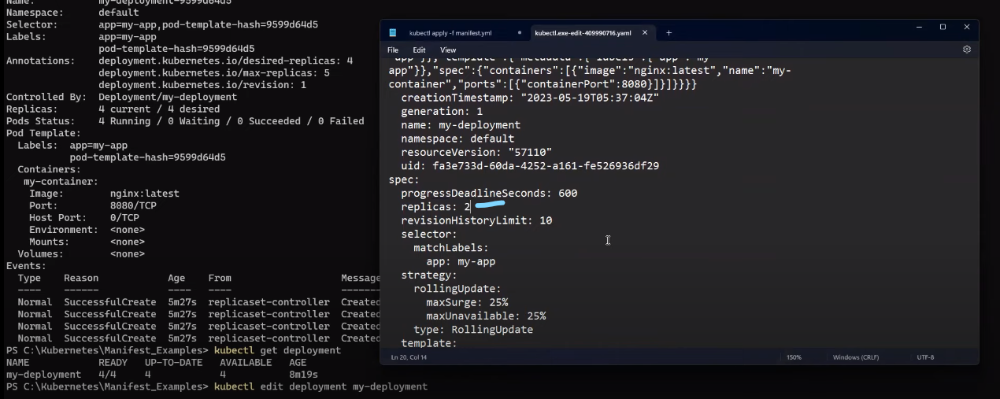 Name: my-deployment-9599d64d5
Namespace: default
Selector: app=my-app,pod-template-hash=9599d64d5
Labels: app=my-app
pod-template-hash=9599d64d5
Annotations: deployment.kubernetes.io/desired-replicas: 4
deployment.kubernetes.io/max-replicas: 5
deployment.kubernetes.io/revision: 1
Controlled By: Deployment/my-deployment
Replicas: 4 current / 4 desired
Pods Status: 4 Running / 0 Waiting / 0 Succeeded / 0 Failed
Pod Template:
Labels: app=my-app
pod-template-hash=9599d64d5
Containers:
my-container:
Image: nginx:latest
Port: 8080/TCP
Host Port: 0/TCP
Environment: <none>
Mounts: <none>
Volumes: <none>
Events:
Type Reason Age From Message
---- ------ ---- ---- -------
Normal SuccessfulCreate 5m27s replicaset-controller Created
Normal SuccessfulCreate 5m27s replicaset-controller Created
Normal SuccessfulCreate 5m27s replicaset-controller Created
Normal SuccessfulCreate 5m27s replicaset-controller Created
PS C:\Kubernetes\Manifest_Examples> kubectl get deployment
NAME READY UP-TO-DATE AVAILABLE AGE
my-deployment 4/4 4 4 8m19s
PS C:\Kubernetes\Manifest_Examples> kubectl edit deployment my-deployment
kubectl apply -f manifest.yml
kubectl.exe-edit-409990716.yaml
File Edit View
app"}},"template":{"metadata":{"labels":{"app":"my-
app"}},"spec":{"containers":[{"image":"nginx:latest","name":"my-
container","ports":[{"containerPort":8080}]}]}}}}
creationTimestamp: "2023-05-19T05:37:04Z"
generation: 1
name: my-deployment
namespace: default
resourceVersion: "57110"
uid: fa3e733d-60da-4252-a161-fe526936df29
spec:
progressDeadlineSeconds: 600
replicas: 2
revisionHistoryLimit: 10
selector:
matchLabels:
app: my-app
strategy:
rollingUpdate:
maxSurge: 25%
maxUnavailable: 25%
type: RollingUpdate
template:
Ln 20, Col 14
150%
Windows (CRLF)
UTF-8